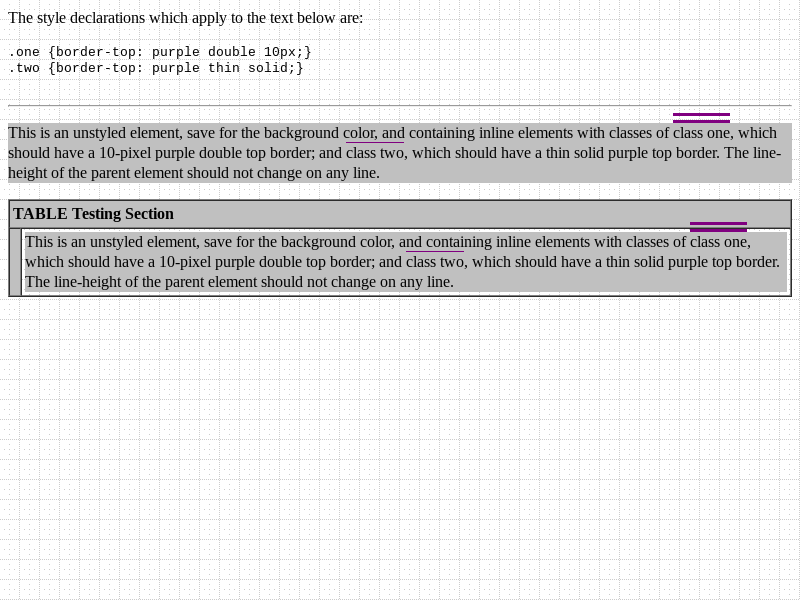 The style declarations which apply to the text below are:
.one {border-top: purple double 10px;}
.two {border-top: purple thin solid;}
This is an unstyled element, save for the background color, and containing inline elements with classes of class one, which
should have a 10-pixel purple double top border; and class two, which should have a thin solid purple top border. The line-
height of the parent element should not change on any line.
TABLE Testing Section
This is an unstyled element, save for the background color, and containing inline elements with classes of class one,
which should have a 10-pixel purple double top border; and class two, which should have a thin solid purple top border.
The line-height of the parent element should not change on any line.